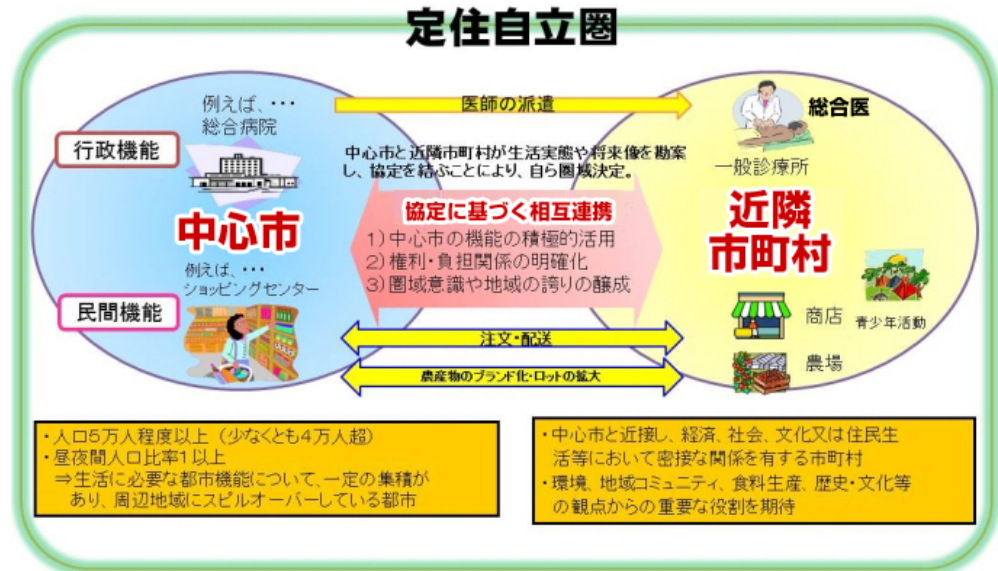 定住自立圏
例えば、・・・
総合病院
行政機能
中心市
例えば、・・・
ショッピングセンター
民間機能
医師の派遣
中心市と近隣市町村が生活実態や将来像を勘案
し、協定を結ぶことにより、自ら圏域決定。
協定に基づく相互連携
1)中心市の機能の積極的活用
2)権利・負担関係の明確化
3)圏域意識や地域の誇りの醸成
注文・配送
農産物のブランド化・ロットの拡大
総合医
一般診療所
近隣
市町村
商店
青少年活動
農場
・人口5万人程度以上（少なくとも4万人超）
・昼夜間人口比率1以上
⇒生活に必要な都市機能について、一定の集積が
あり、周辺地域にスピルオーバーしている都市
・中心市と近接し、経済、社会、文化又は住民生
活等において密接な関係を有する市町村
・環境、地域コミュニティ、食料生産、歴史・文化等
の観点からの重要な役割を期待